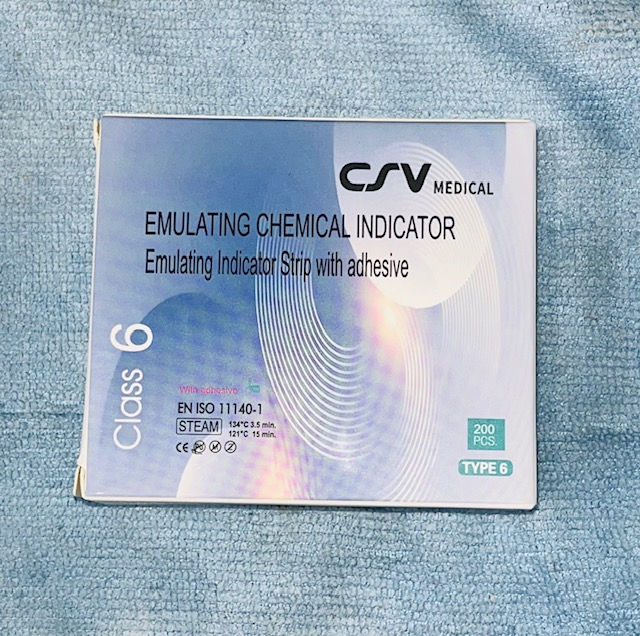 CSV MEDICAL
EMULATING CHEMICAL INDICATOR
Emulating Indicator Strip with adhesive
Class 6
With adhesive
EN ISO 11140-1
STEAM 134°C 3.5 min.
121°C 15 min.
CE
200
PCS.
TYPE 6